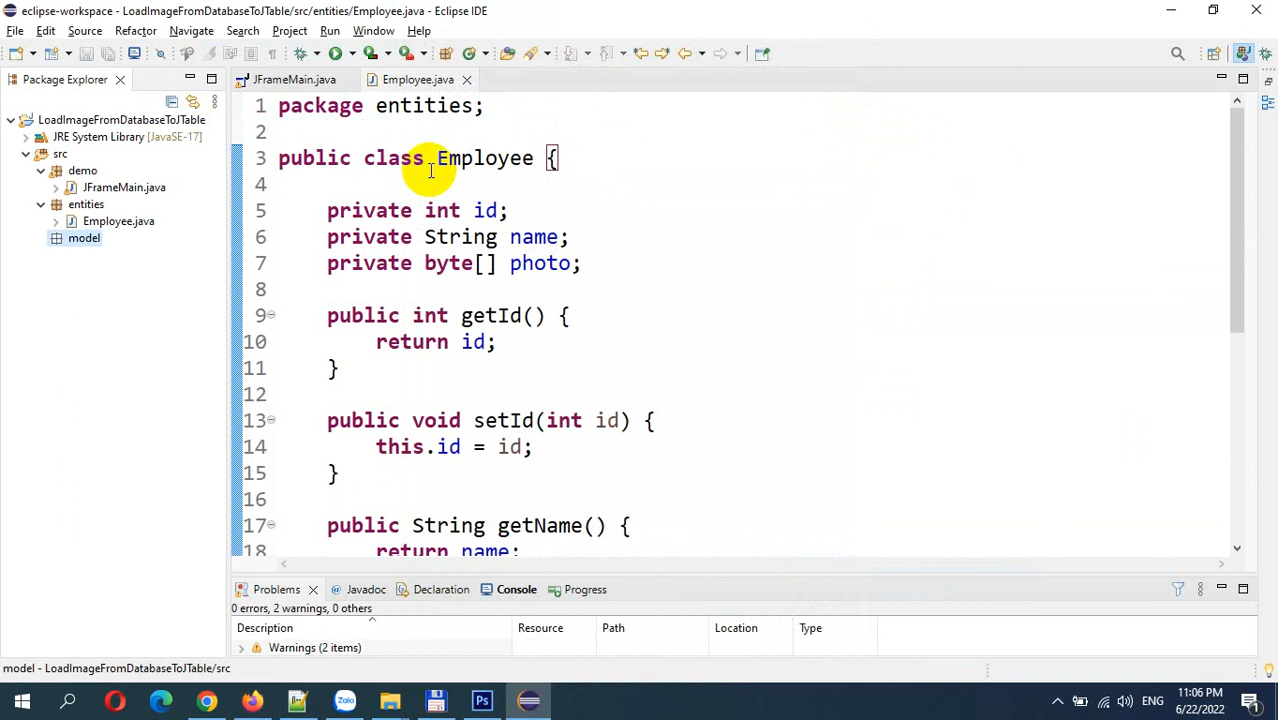 eclipse-workspace - LoadImageFromDatabaseToJTable/src/entities/Employee.java - Eclipse IDE
File Edit Source Refactor Navigate Search Project Run Window Help
Package Explorer
JFrameMain.java
Employee.java
LoadImageFromDatabaseToJTable
JRE System Library [JavaSE-17]
src
demo
JFrameMain.java
entities
Employee.java
model
1 package entities;
2
3 public class Employee {
4
5 private int id;
6 private String name;
7 private byte[] photo;
8
9 public int getId() {
10 return id;
11 }
12
13 public void setId(int id) {
14 this.id = id;
15 }
16
17 public String getName() {
18 return name;
Problems Javadoc Declaration Console Progress
0 errors, 2 warnings, 0 others
Description Resource Path Location Type
Warnings (2 items)
model - LoadImageFromDatabaseToJTable/src
ENG
11:06 PM
6/22/2022